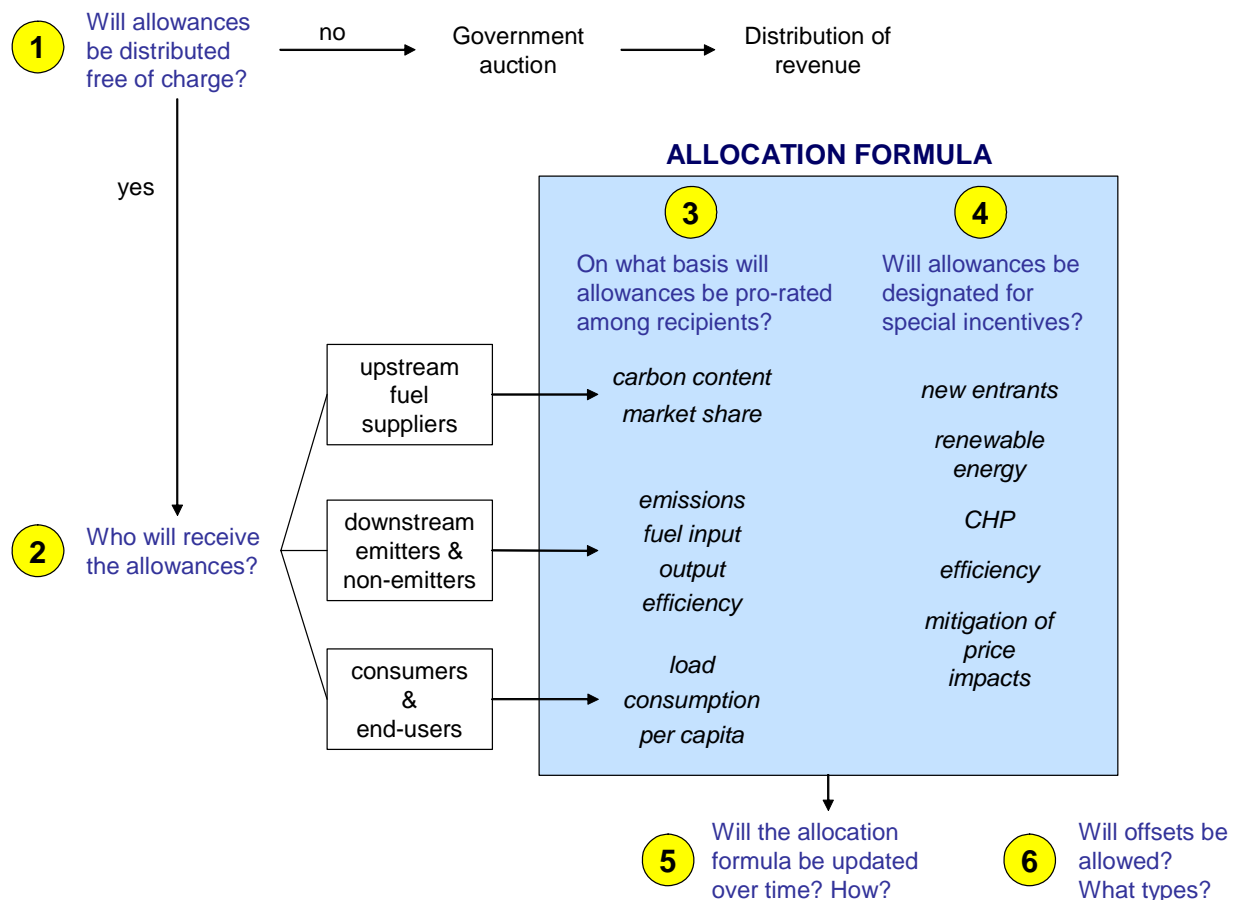 1
Will allowances
be distributed
free of charge?
no
Government
auction
Distribution of
revenue
yes
ALLOCATION FORMULA
3
On what basis will
allowances be pro-rated
among recipients?
4
Will allowances be
designated for
special incentives?
2
Who will receive
the allowances?
upstream
fuel
suppliers
carbon content
market share
downstream
emitters &
non-emitters
emissions
fuel input
output
efficiency
consumers
&
end-users
load
consumption
per capita
new entrants
renewable
energy
CHP
efficiency
mitigation of
price
impacts
5
Will the allocation
formula be updated
over time? How?
6
Will offsets be
allowed?
What types?